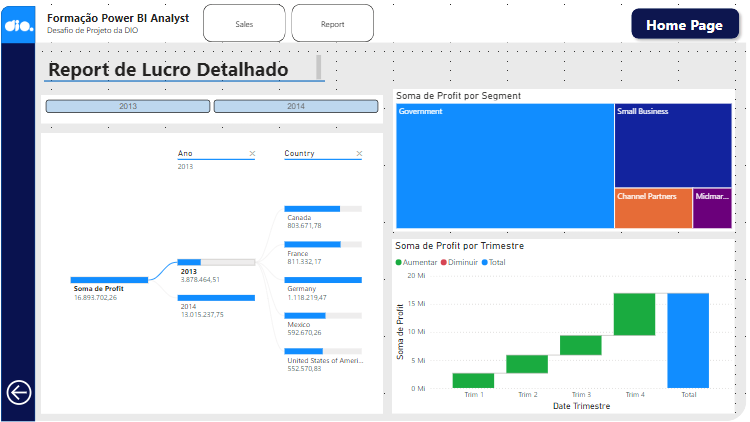 dio.
Formação Power BI Analyst
Desafio de Projeto da DIO
Sales
Report
Home Page
Report de Lucro Detalhado
2013
2014
Ano
2013
Country
Soma de Profit
16.893.702,26
2013
3.878.464,51
2014
13.015.237,75
Canada
803.671,78
France
811.332,17
Germany
1.118.219,47
Mexico
592.670,26
United States of Ameri...
552.570,83
Soma de Profit por Segment
Government
Small Business
Channel Partners
Midmar...
Soma de Profit por Trimestre
Aumentar
Diminuir
Total
Soma de Profit
20 Mi
15 Mi
10 Mi
5 Mi
0 Mi
Trim 1
Trim 2
Trim 3
Trim 4
Total
Date Trimestre